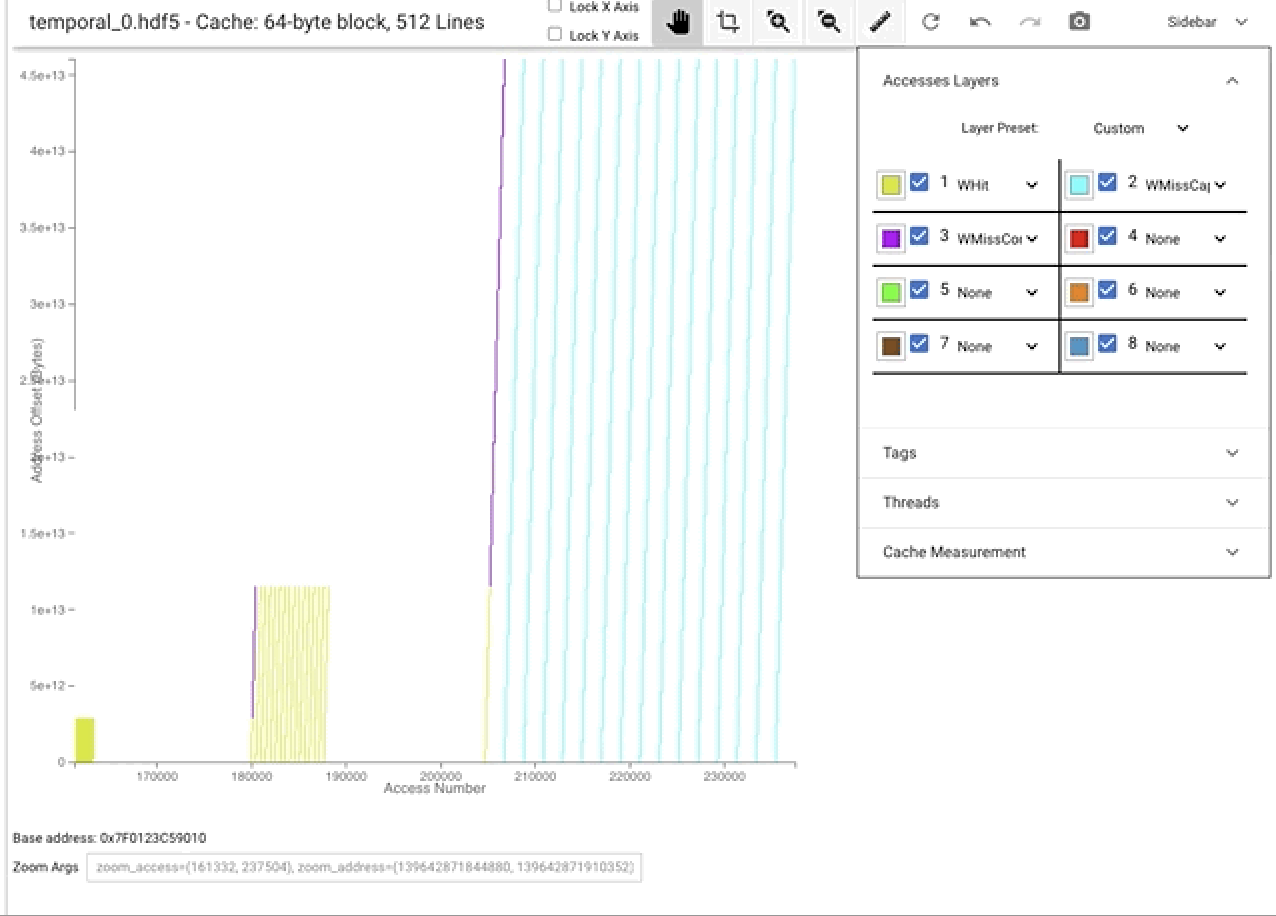 temporal_0.hdf5 - Cache: 64-byte block, 512 Lines
Lock X Axis
Lock Y Axis
Sidebar
Accesses Layers
Layer Preset:
Custom
1 WHit
2 WMissCap
3 WMissCor
4 None
5 None
6 None
7 None
8 None
Tags
Threads
Cache Measurement
4.5e+13
4e+13
3.5e+13
3e+13
2.5e+13
2e+13
1.5e+13
1e+13
5e+12
0
Address Offset (Bytes)
170000 180000 190000 200000 210000 220000 230000
Access Number
Base address: 0x7F0123C59010
Zoom Args
zoom_access=(161332, 237504), zoom_address=(139642871844880, 139642871910352)